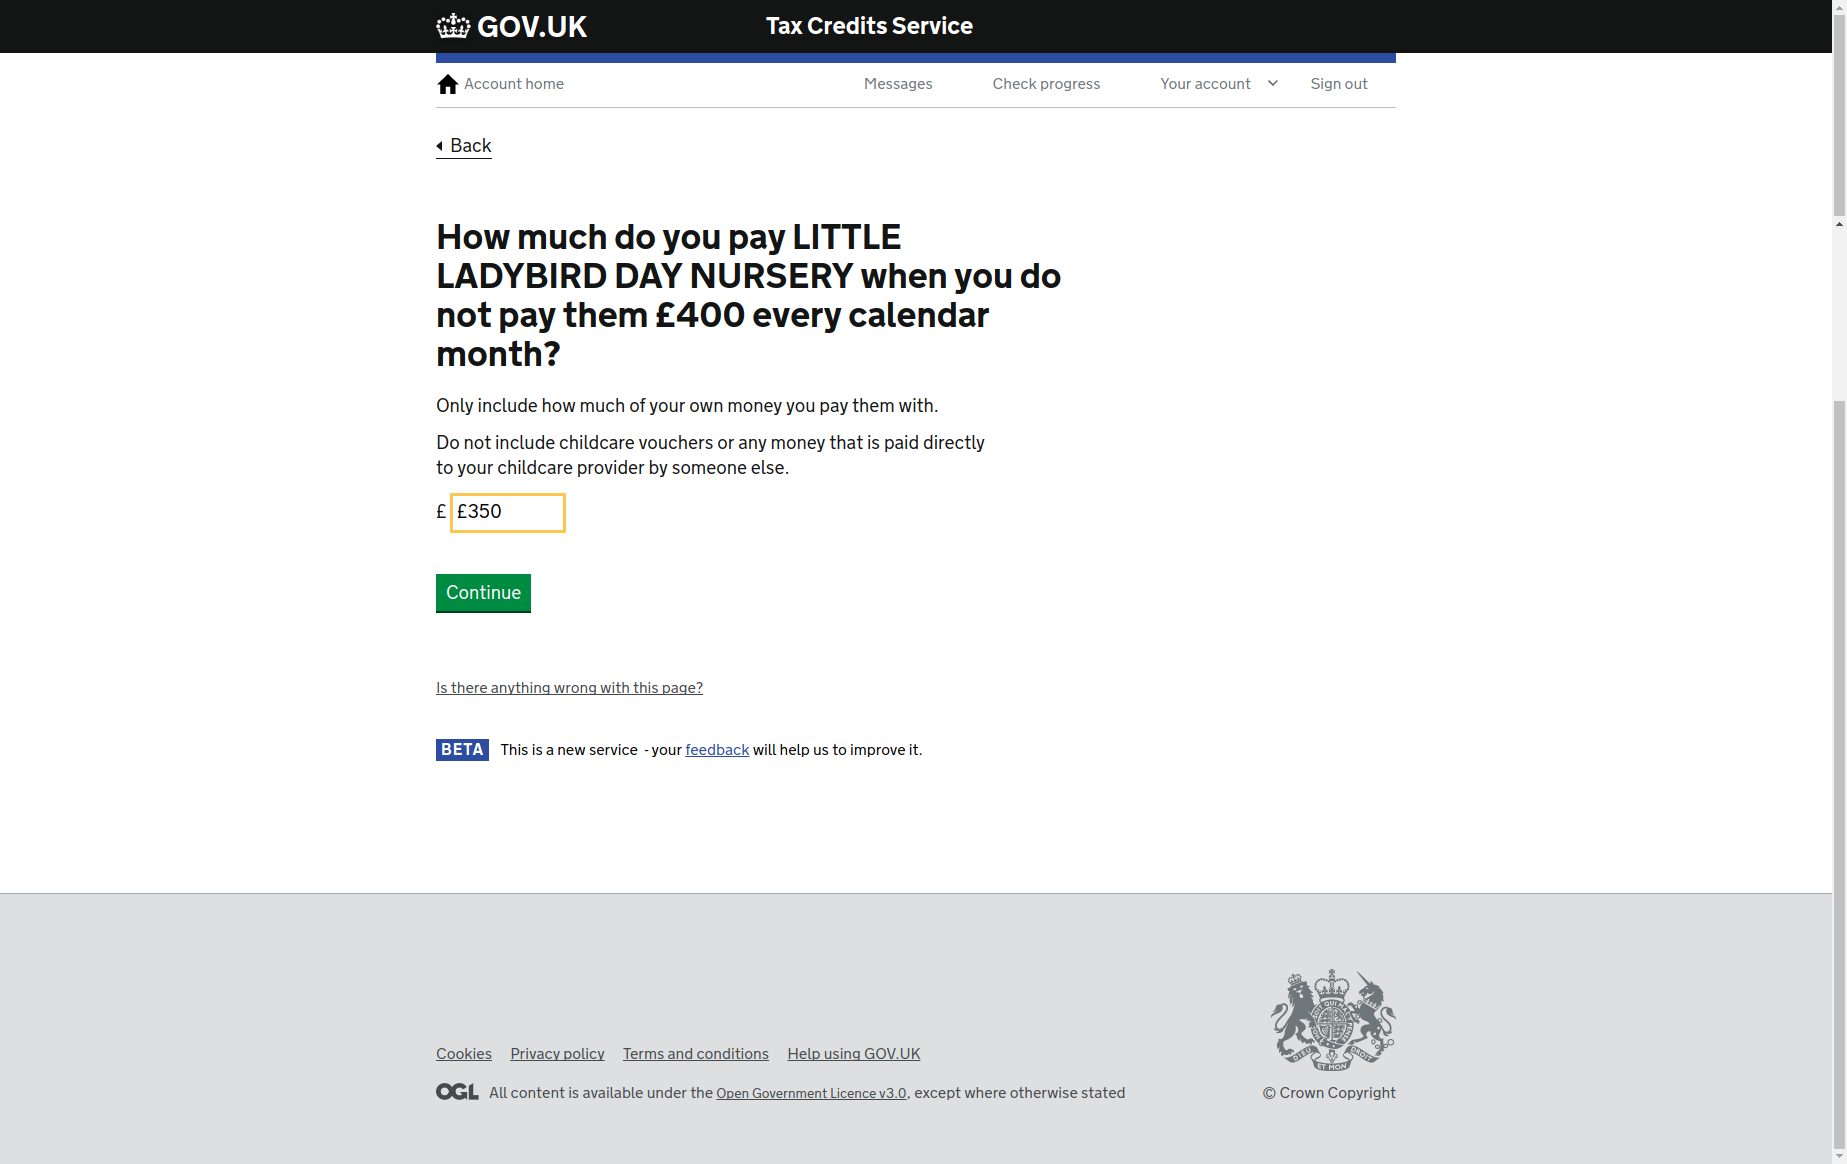 GOV.UK
Tax Credits Service
Account home
Messages
Check progress
Your account
Sign out
Back
How much do you pay LITTLE
LADYBIRD DAY NURSERY when you do
not pay them £400 every calendar
month?
Only include how much of your own money you pay them with.
Do not include childcare vouchers or any money that is paid directly
to your childcare provider by someone else.
£ £350
Continue
Is there anything wrong with this page?
BETA This is a new service - your feedback will help us to improve it.
Cookies Privacy policy Terms and conditions Help using GOV.UK
OGL All content is available under the Open Government Licence v3.0, except where otherwise stated
© Crown Copyright